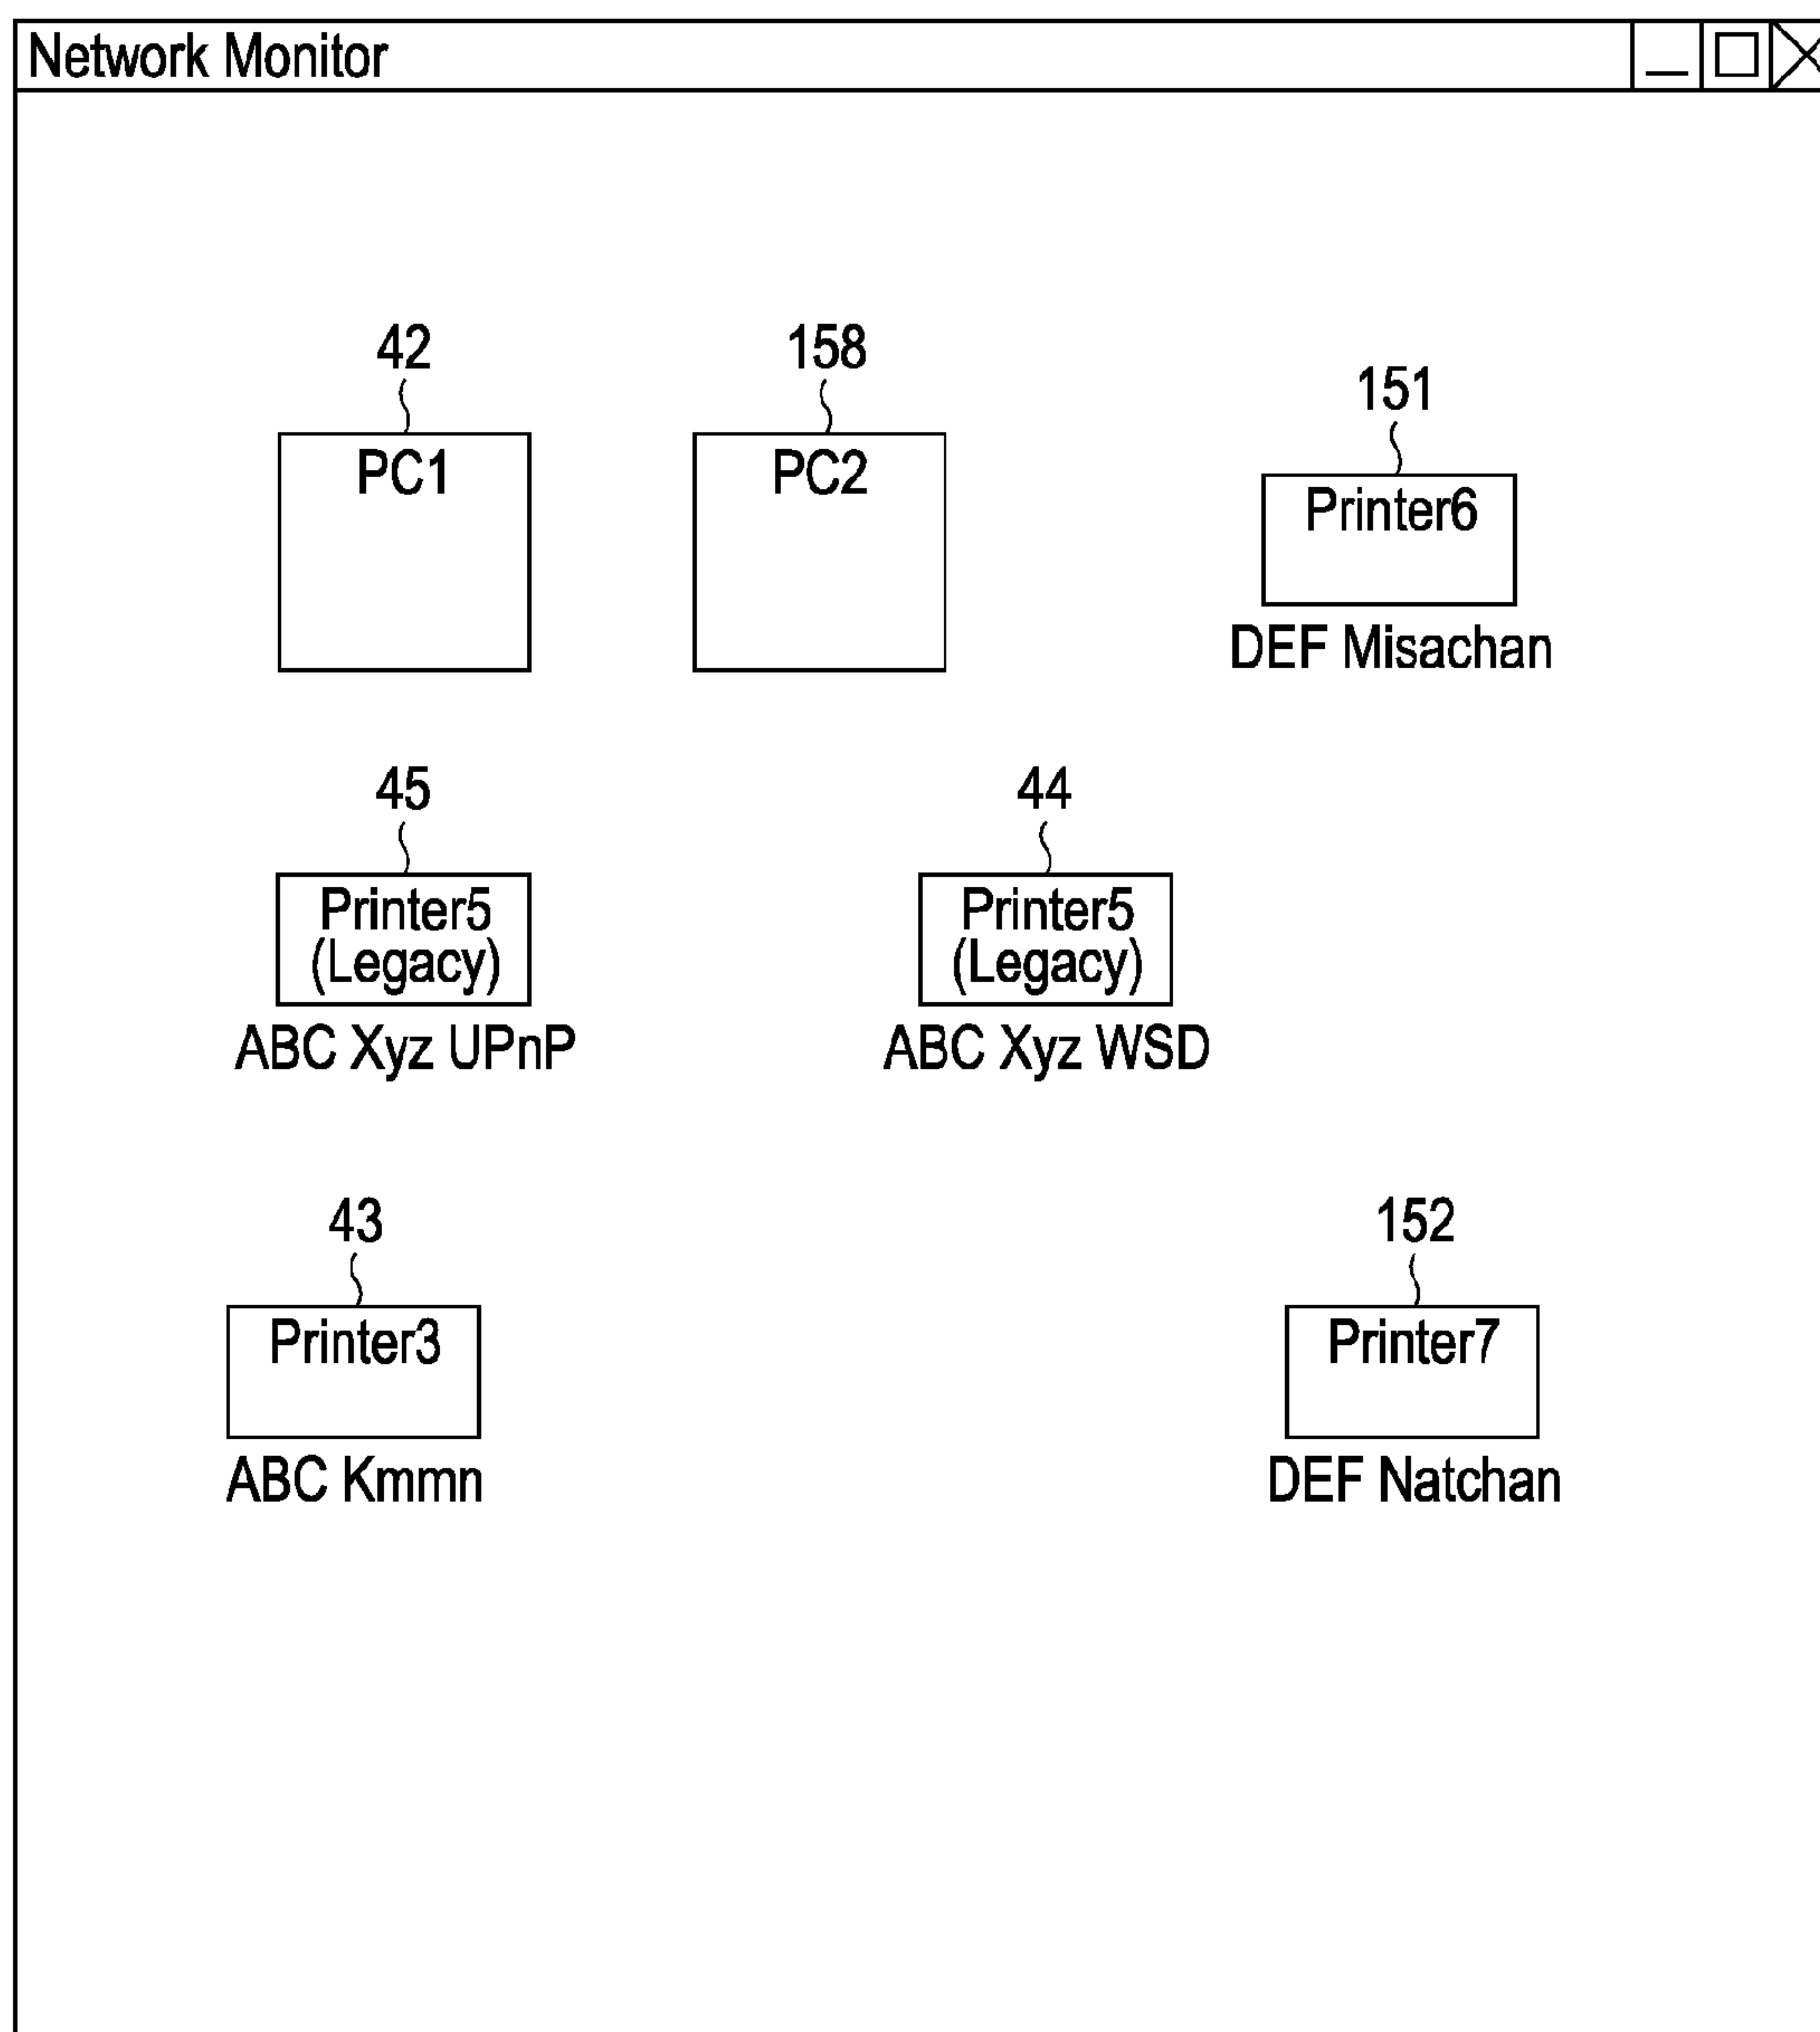 Network Monitor
42
158
151
PC1
PC2
Printer6
DEF Misachan
45
44
Printer5
(Legacy)
ABC Xyz UPnP
Printer5
(Legacy)
ABC Xyz WSD
43
152
Printer3
Printer7
ABC Kmmn
DEF Natchan